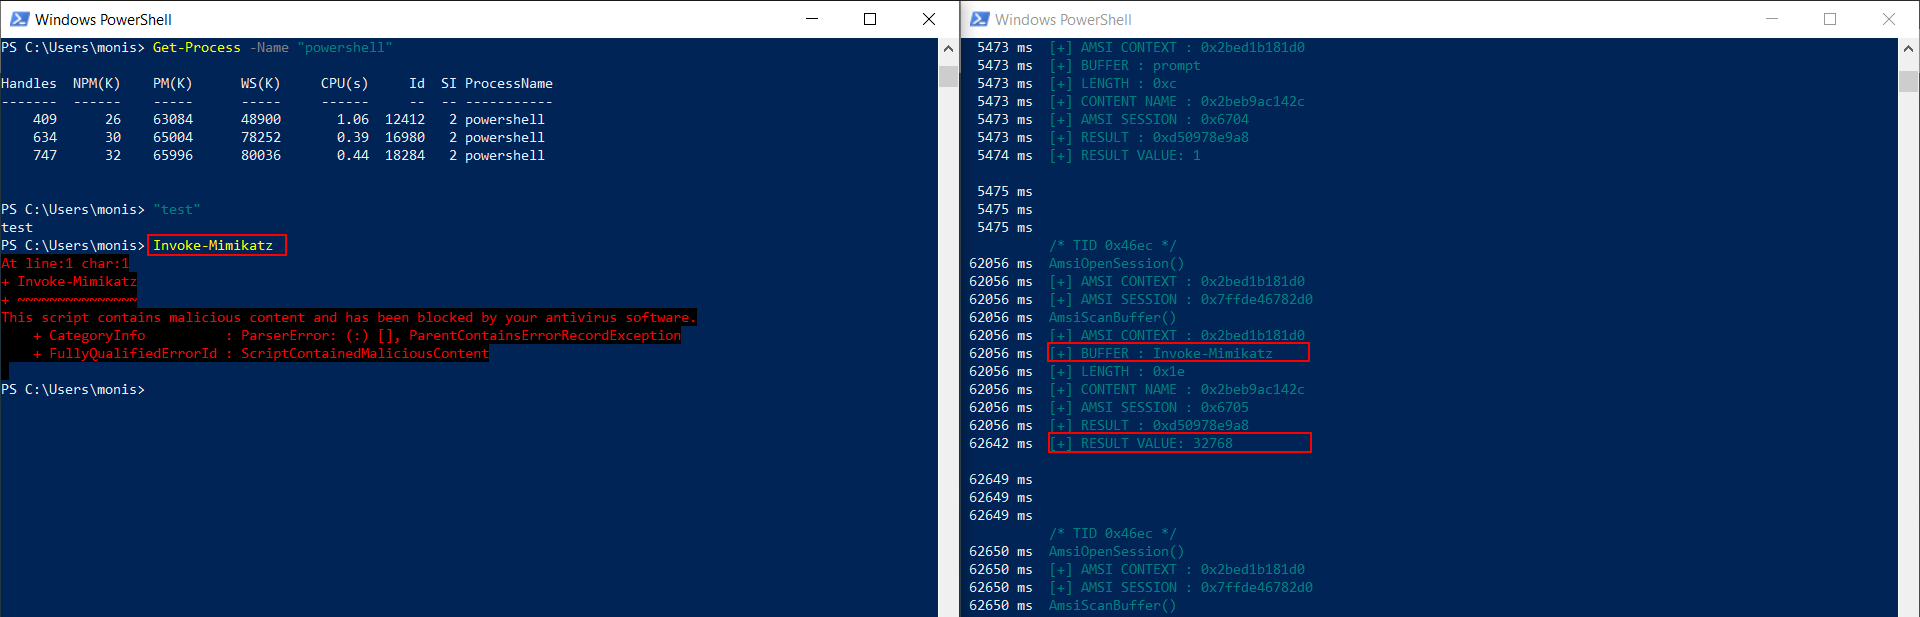 Windows PowerShell
PS C:\Users\monis> Get-Process -Name "powershell"
Handles  NPM(K)    PM(K)      WS(K)     CPU(s)     Id  SI ProcessName
-------  ------    -----      -----     ------     --  -- -----------
    409      26    63084      48900       1.06  12412   2 powershell
    634      30    65004      78252       0.39  16980   2 powershell
    747      32    65996      80036       0.44  18284   2 powershell
PS C:\Users\monis> "test"
test
PS C:\Users\monis> Invoke-Mimikatz
At line:1 char:1
+ Invoke-Mimikatz
+ ~~~~~~~~~~~~~~~
This script contains malicious content and has been blocked by your antivirus software.
    + CategoryInfo          : ParserError: (:) [], ParentContainsErrorRecordException
    + FullyQualifiedErrorId : ScriptContainedMaliciousContent
PS C:\Users\monis>
Windows PowerShell
 5473 ms  [+] AMSI CONTEXT : 0x2bed1b181d0
 5473 ms  [+] BUFFER : prompt
 5473 ms  [+] LENGTH : 0xc
 5473 ms  [+] CONTENT NAME : 0x2beb9ac142c
 5473 ms  [+] AMSI SESSION : 0x6704
 5473 ms  [+] RESULT : 0xd50978e9a8
 5474 ms  [+] RESULT VALUE: 1
 5475 ms
 5475 ms
 5475 ms
          /* TID 0x46ec */
62056 ms  AmsiOpenSession()
62056 ms  [+] AMSI CONTEXT : 0x2bed1b181d0
62056 ms  [+] AMSI SESSION : 0x7ffde46782d0
62056 ms  AmsiScanBuffer()
62056 ms  [+] AMSI CONTEXT : 0x2bed1b181d0
62056 ms  [+] BUFFER : Invoke-Mimikatz
62056 ms  [+] LENGTH : 0x1e
62056 ms  [+] CONTENT NAME : 0x2beb9ac142c
62056 ms  [+] AMSI SESSION : 0x6705
62056 ms  [+] RESULT : 0xd50978e9a8
62642 ms  [+] RESULT VALUE: 32768
62649 ms
62649 ms
62649 ms
          /* TID 0x46ec */
62650 ms  AmsiOpenSession()
62650 ms  [+] AMSI CONTEXT : 0x2bed1b181d0
62650 ms  [+] AMSI SESSION : 0x7ffde46782d0
62650 ms  AmsiScanBuffer()